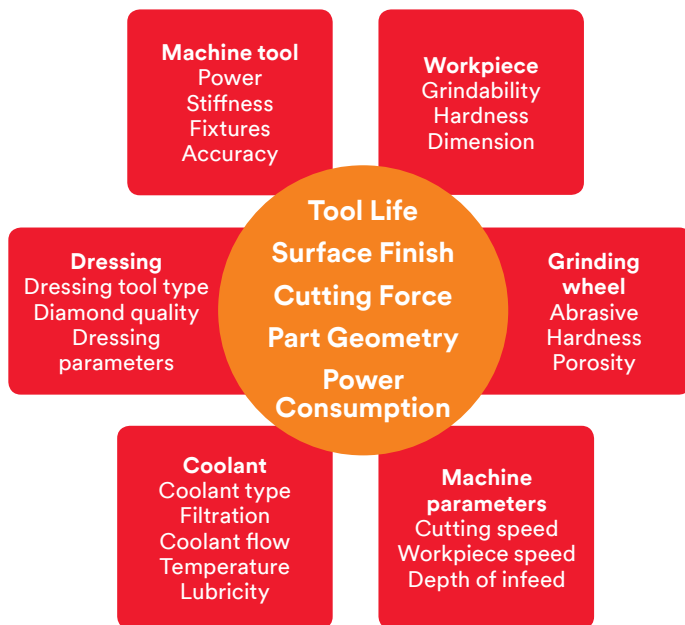 Machine tool
Power
Stiffness
Fixtures
Accuracy
Workpiece
Grindability
Hardness
Dimension
Tool Life
Surface Finish
Cutting Force
Part Geometry
Power
Consumption
Dressing
Dressing tool type
Diamond quality
Dressing
parameters
Grinding
wheel
Abrasive
Hardness
Porosity
Coolant
Coolant type
Filtration
Coolant flow
Temperature
Lubricity
Machine
parameters
Cutting speed
Workpiece speed
Depth of infeed